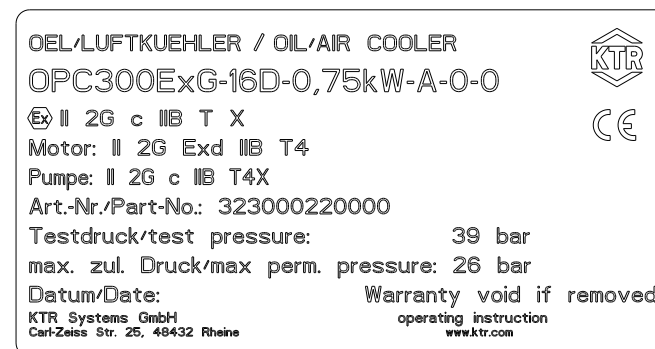 OEL/LUFTKUEHLER / OIL/AIR COOLER
KTR
OPC300ExG-16D-0,75kW-A-0-0
Ex II 2G c IIB T X
CE
Motor: II 2G Exd IIB T4
Pumpe: II 2G c IIB T4X
Art.-Nr./Part-No.: 323000220000
Testdruck/test pressure: 39 bar
max. zul. Druck/max perm. pressure: 26 bar
Datum/Date: Warranty void if removed
KTR Systems GmbH operating instruction
Carl-Zeiss Str. 25, 48432 Rheine www.ktr.com